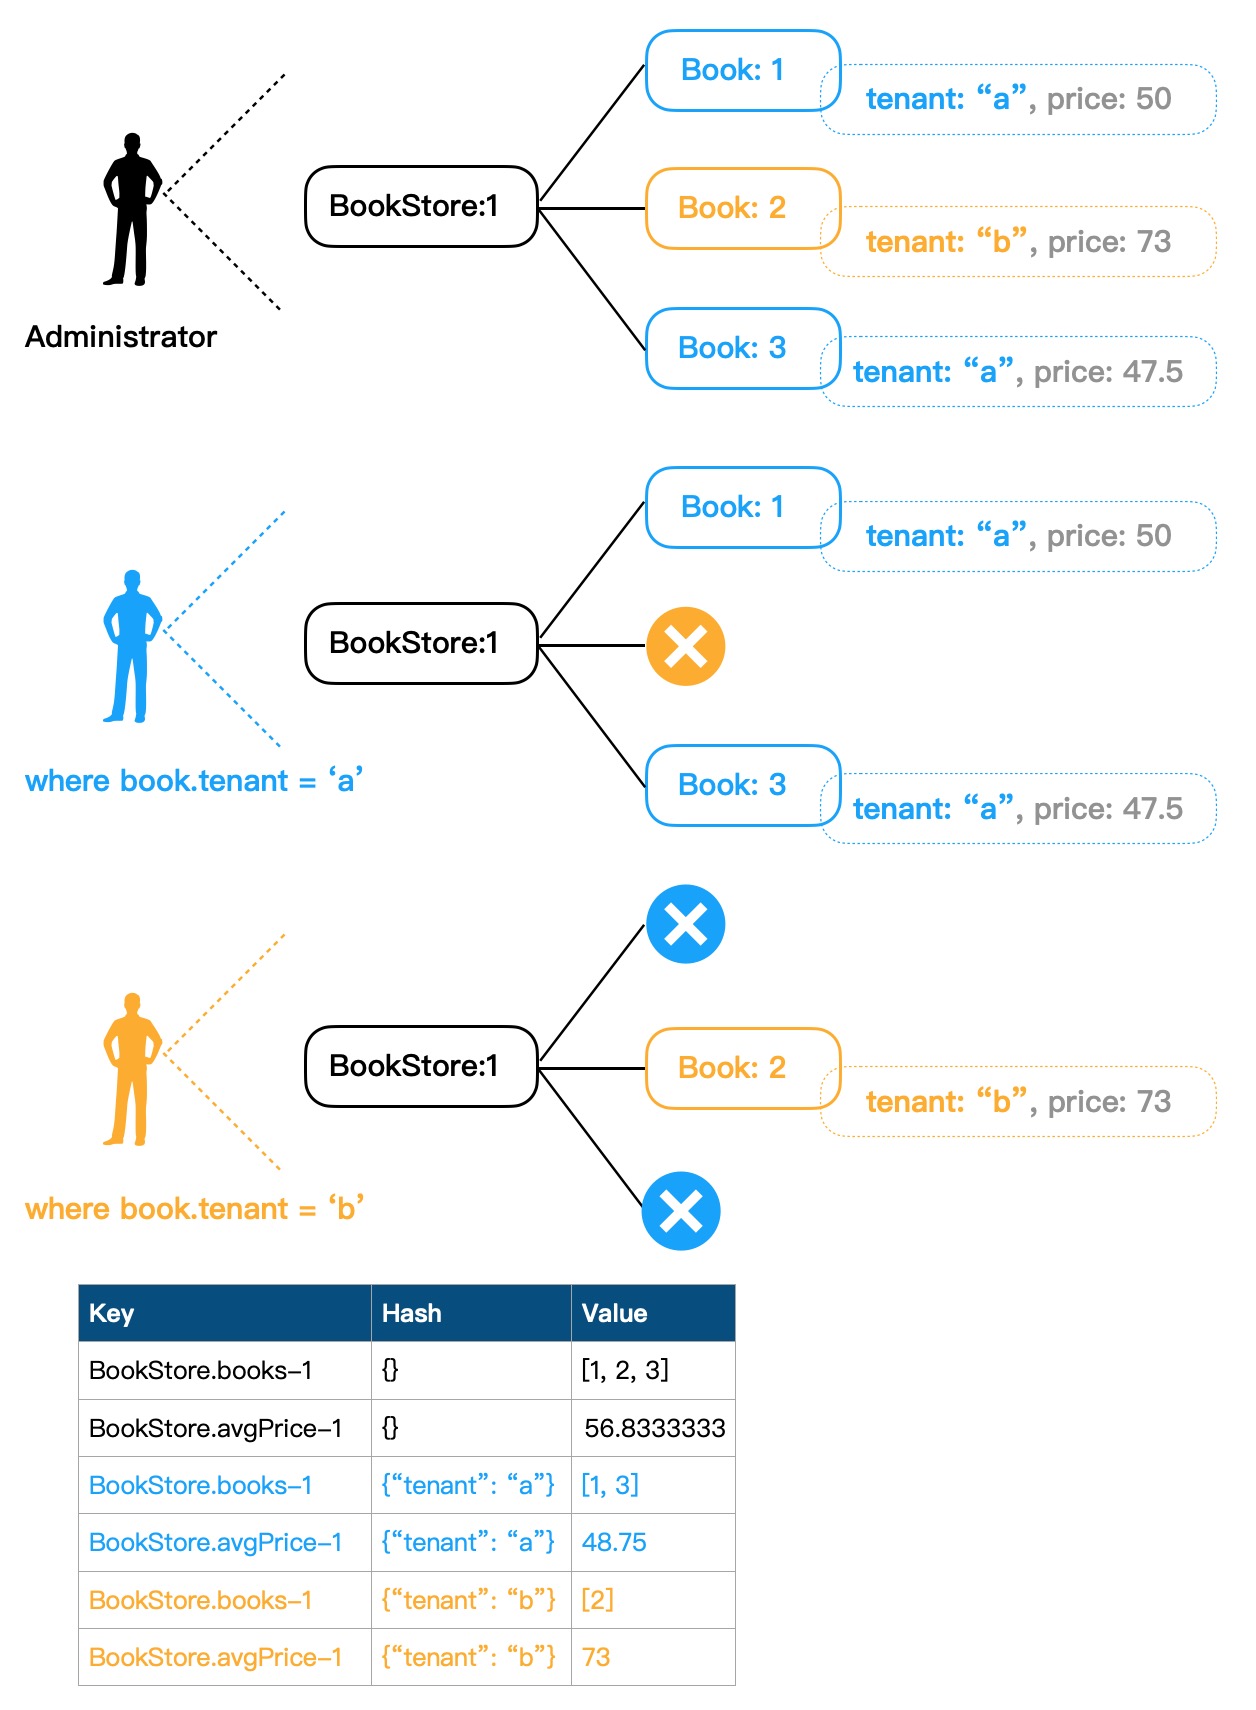 Book: 1
tenant: “a”, price: 50
BookStore:1
Book: 2
tenant: “b”, price: 73
Administrator
Book: 3
tenant: “a”, price: 47.5
Book: 1
tenant: “a”, price: 50
BookStore:1
where book.tenant = ‘a’
Book: 3
tenant: “a”, price: 47.5
BookStore:1
Book: 2
tenant: “b”, price: 73
where book.tenant = ‘b’
Key Hash Value
BookStore.books–1 {} [1, 2, 3]
BookStore.avgPrice–1 {} 56.8333333
BookStore.books–1 {“tenant”: “a”} [1, 3]
BookStore.avgPrice–1 {“tenant”: “a”} 48.75
BookStore.books–1 {“tenant”: “b”} [2]
BookStore.avgPrice–1 {“tenant”: “b”} 73